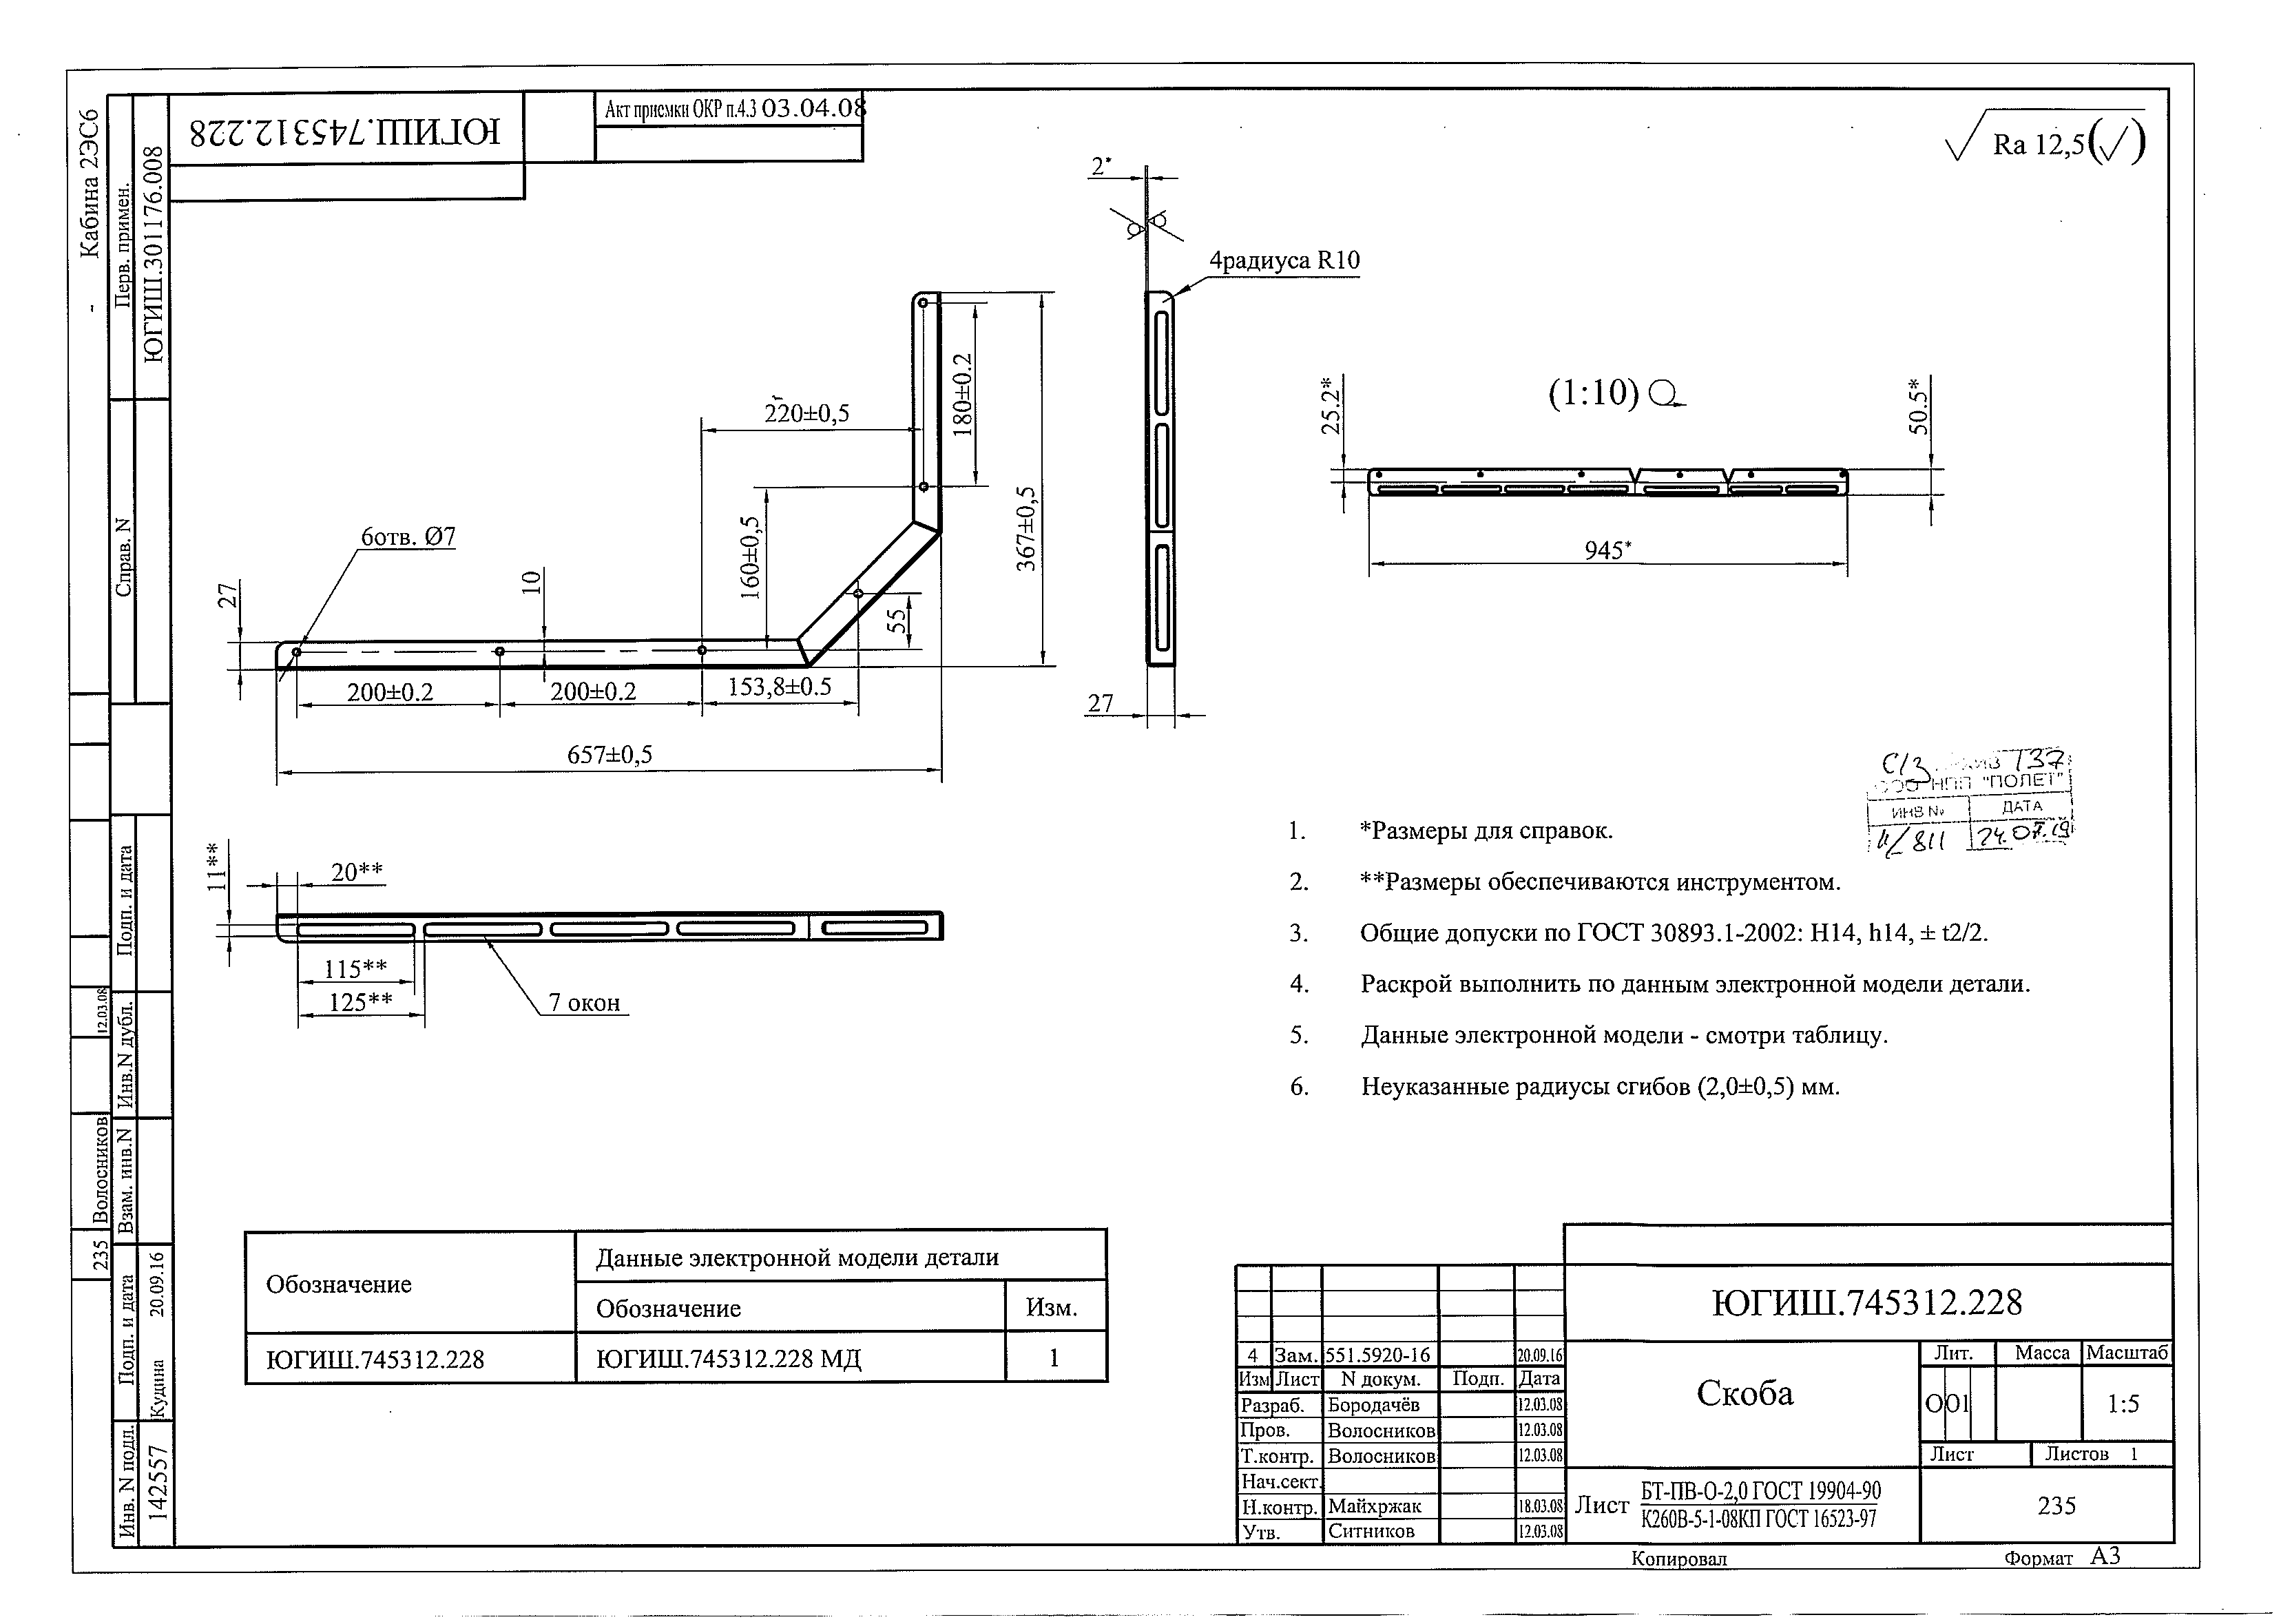 Кабина 2ЭС6
Перв. примен.
ЮГИШ.301176.008
Справ. N
Подп. и дата
Инв.N дубл.
12.03.08
Взам. инв.N
Волосников
235
Подп. и дата
Кудина 20.09.16
Инв. N подл.
142557
ЮГИШ.745312.228
Акт приемки ОКР п.4.3 03.04.08
Ra 12,5(√)
2*
4радиуса R10
27
6отв. Ø7
27
10
200±0.2
200±0.2
153,8±0.5
657±0,5
220±0,5
160±0,5
55
180±0.2
367±0,5
(1:10)
25.2*
50.5*
945*
11**
20**
115**
125**
7 окон
С/З
ООО НПП "ПОЛЕТ"
ИНВ № ДАТА
811 24.07.19
1. *Размеры для справок.
2. **Размеры обеспечиваются инструментом.
3. Общие допуски по ГОСТ 30893.1-2002: H14, h14, ± t2/2.
4. Раскрой выполнить по данным электронной модели детали.
5. Данные электронной модели - смотри таблицу.
6. Неуказанные радиусы сгибов (2,0±0,5) мм.
Обозначение
Данные электронной модели детали
Обозначение Изм.
ЮГИШ.745312.228 ЮГИШ.745312.228 МД 1
ЮГИШ.745312.228
4 Зам. 551.5920-16 20.09.16
Изм Лист N докум. Подп. Дата
Разраб. Бородачёв 12.03.08
Пров. Волосников 12.03.08
Т.контр. Волосников 12.03.08
Нач.сект.
Н.контр. Майхржак 18.03.08
Утв. Ситников 12.03.08
Скоба
Лит. Масса Масштаб
О О1 1:5
Лист Листов 1
Лист БТ-ПВ-О-2,0 ГОСТ 19904-90
К260В-5-1-08КП ГОСТ 16523-97
235
Копировал Формат А3